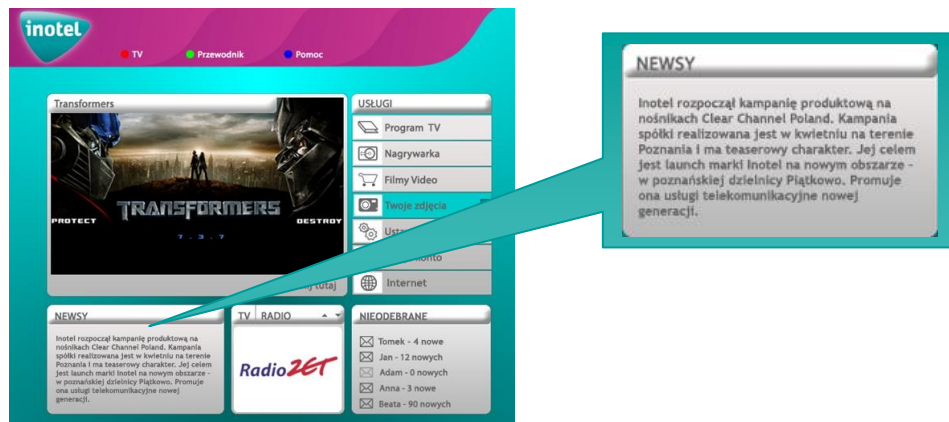 inotel
TV
Przewodnik
Pomoc
Transformers
PROTECT
TRANSFORMERS
DESTROY
7.3.7
tutaj
USŁUGI
Program TV
Nagrywarka
Filmy Video
Twoje zdjęcia
konto
Internet
NEWSY
Inotel rozpoczął kampanię produktową na
nośnikach Clear Channel Poland. Kampania
spółki realizowana jest w kwietniu na terenie
Poznania i ma teaserowy charakter. Jej celem
jest launch marki Inotel na nowym obszarze -
w poznańskiej dzielnicy Piątkowo. Promuje
ona usługi telekomunikacyjne nowej
generacji.
TV RADIO
Radio ZET
NIEODEBRANE
Tomek - 4 nowe
Jan - 12 nowych
Adam - 0 nowych
Anna - 3 nowe
Beata - 90 nowych
NEWSY
Inotel rozpoczął kampanię produktową na
nośnikach Clear Channel Poland. Kampania
spółki realizowana jest w kwietniu na terenie
Poznania i ma teaserowy charakter. Jej celem
jest launch marki Inotel na nowym obszarze -
w poznańskiej dzielnicy Piątkowo. Promuje
ona usługi telekomunikacyjne nowej
generacji.